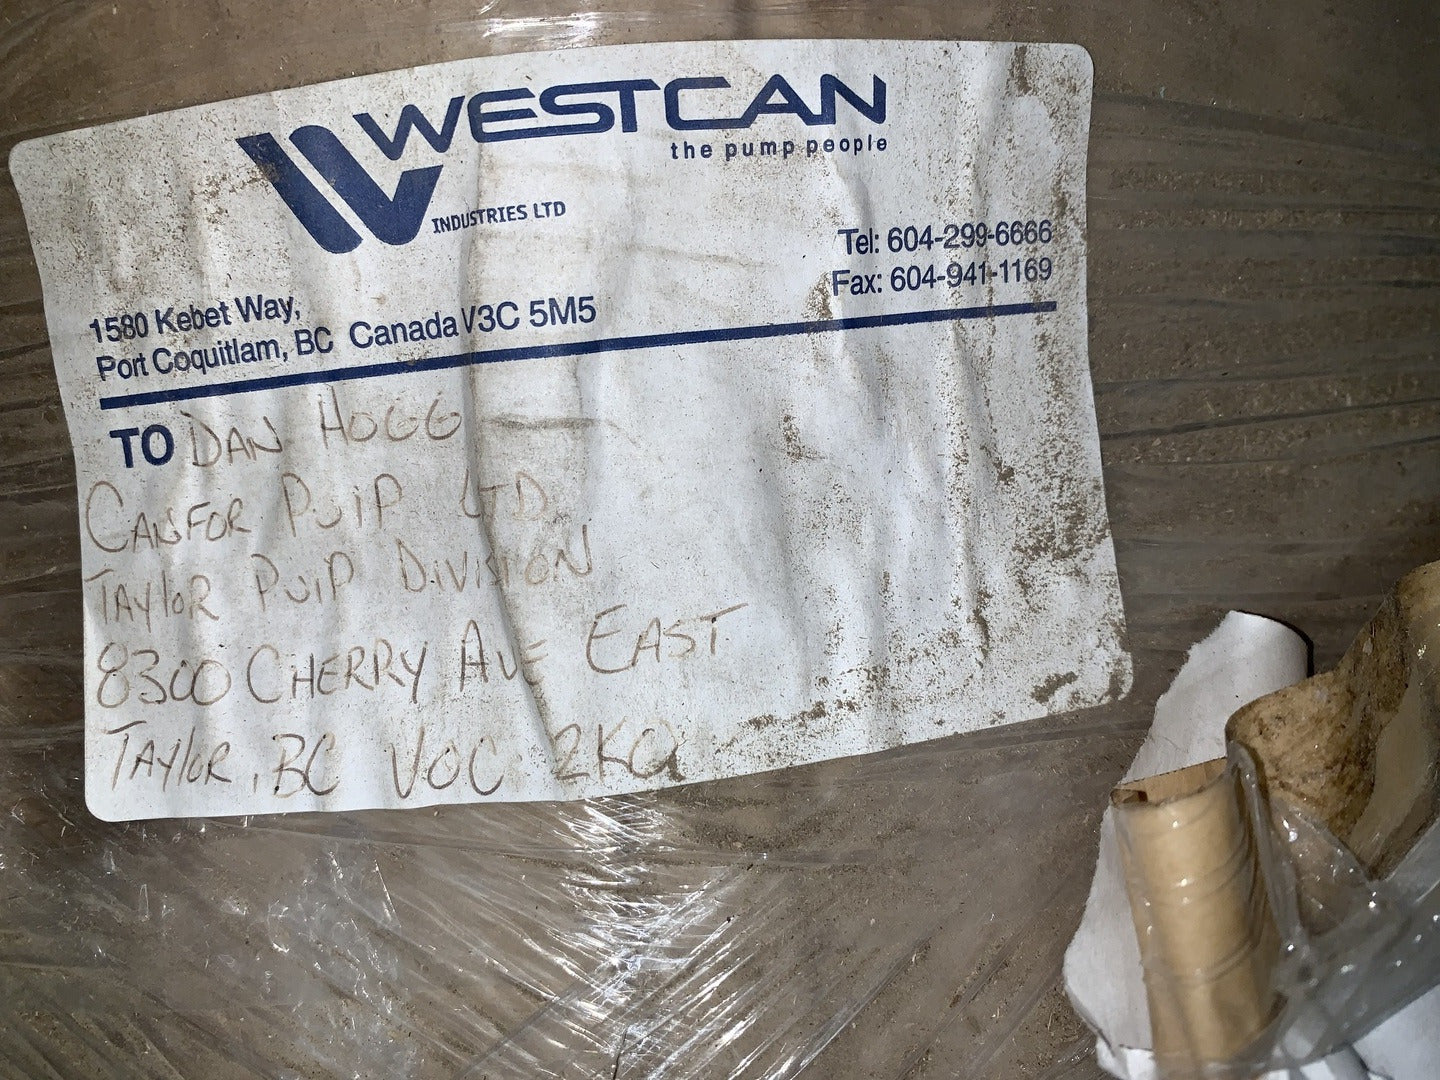 WESTCAN
the pump people
INDUSTRIES LTD
Tel: 604-299-6666
Fax: 604-941-1169
1580 Kebet Way,
Port Coquitlam, BC Canada V3C 5M5
TO DAN HOGG
CANFOR PULP LTD
TAYLOR PULP DIVISION
8300 CHERRY AVE EAST
TAYLOR, BC V0C 2K0